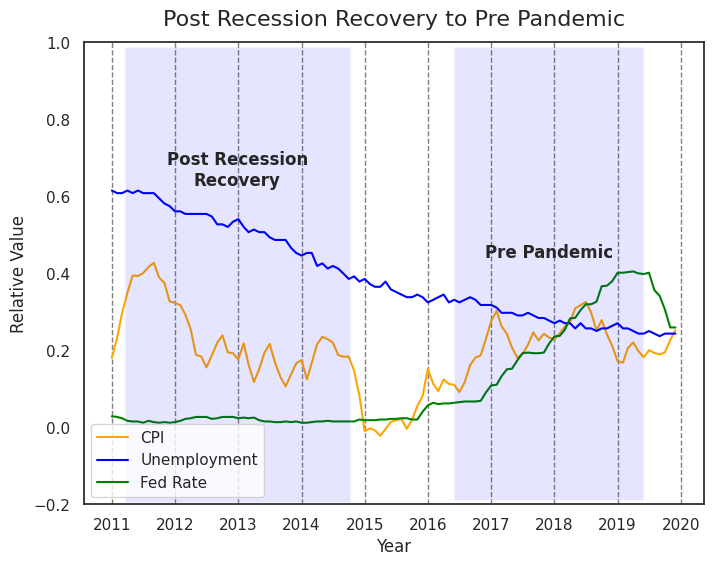 Post Recession Recovery to Pre Pandemic
1.0
0.8
0.6
0.4
0.2
0.0
−0.2
Relative Value
Post Recession
Recovery
Pre Pandemic
CPI
Unemployment
Fed Rate
2011 2012 2013 2014 2015 2016 2017 2018 2019 2020
Year